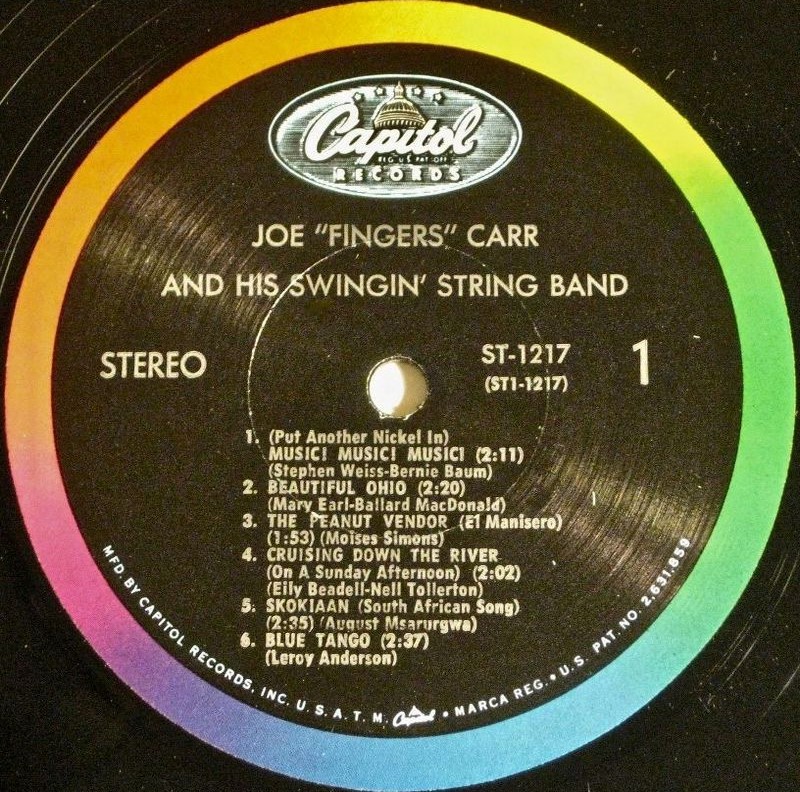 Capitol
REG. U.S. PAT. OFF.
RECORDS
JOE "FINGERS" CARR
AND HIS SWINGIN' STRING BAND
STEREO
ST-1217
(ST1-1217)
1
1. (Put Another Nickel In)
MUSIC! MUSIC! MUSIC! (2:11)
(Stephen Weiss-Bernie Baum)
2. BEAUTIFUL OHIO (2:20)
(Mary Earl-Ballard MacDonald)
3. THE PEANUT VENDOR (El Manisero)
(1:53) (Moises Simons)
4. CRUISING DOWN THE RIVER
(On A Sunday Afternoon) (2:02)
(Eily Beadell-Nell Tollerton)
5. SKOKIAAN (South African Song)
(2:35) (August Msarurgwa)
6. BLUE TANGO (2:37)
(Leroy Anderson)
MFD. BY CAPITOL RECORDS, INC. U. S. A. T. M. Capitol • MARCA REG. • U.S. PAT. NO. 2,631,859